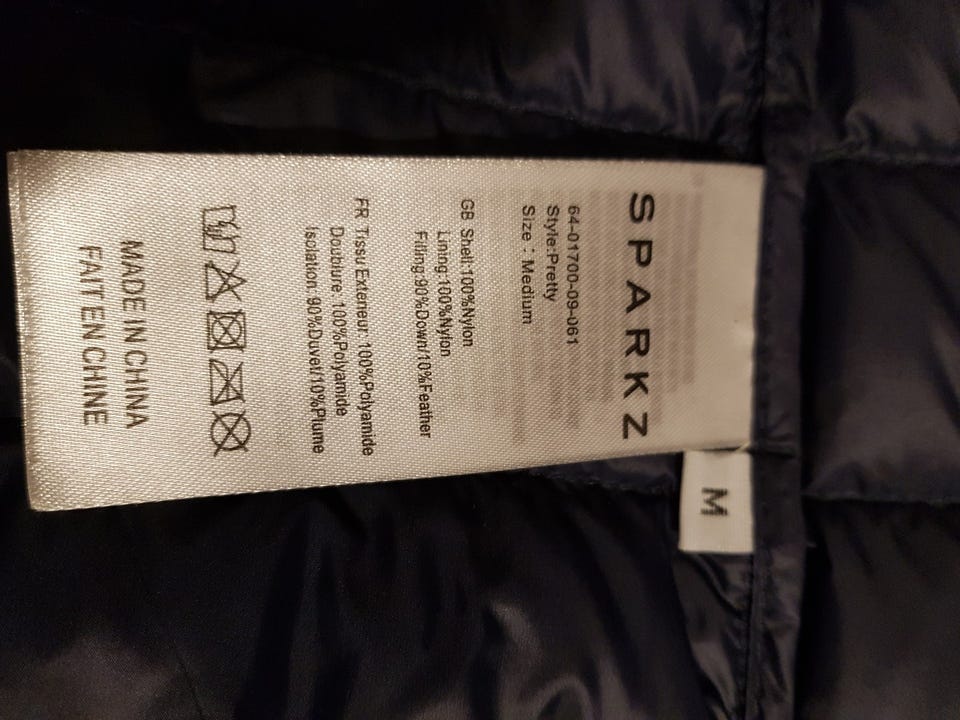 SPARKZ
64-01700-09-061
Style:Pretty
Size : Medium
GB Shell:100%Nylon
Lining:100%Nylon
Filling:90%Down/10%Feather
FR Tissu Exteneur: 100%Polyamide
Doublure: 100%Polyamide
Isolation: 90%Duvet/10%Plume
MADE IN CHINA
FAIT EN CHINE
M